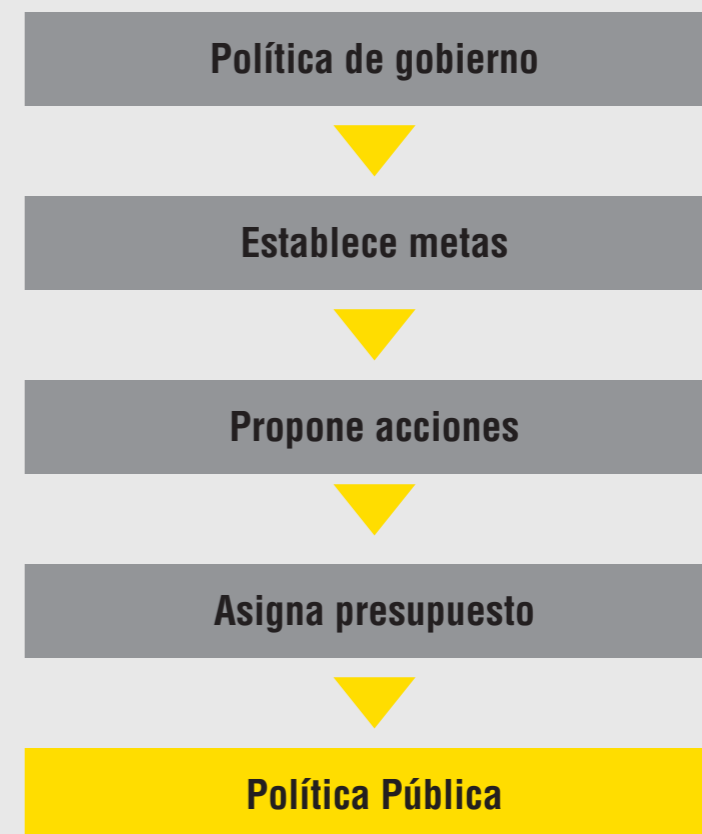 Política de gobierno
Establece metas
Propone acciones
Asigna presupuesto
Política Pública